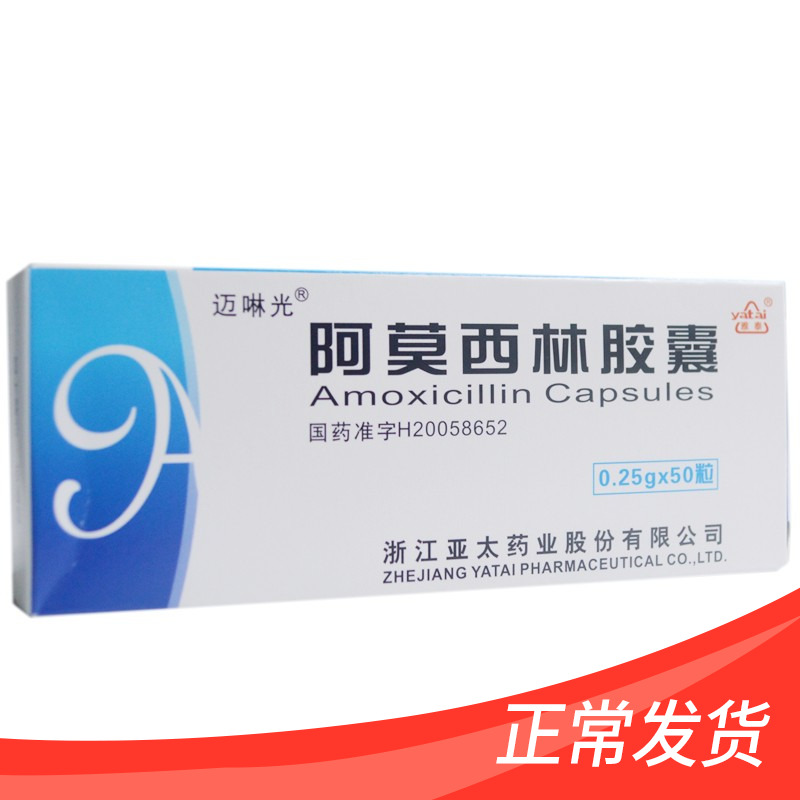 迈啉光®
yatai®
雅泰
阿莫西林胶囊
Amoxicillin Capsules
国药准字H20058652
0.25gx50粒
浙江亚太药业股份有限公司
ZHEJIANG YATAI PHARMACEUTICAL CO.,LTD.
正常发货